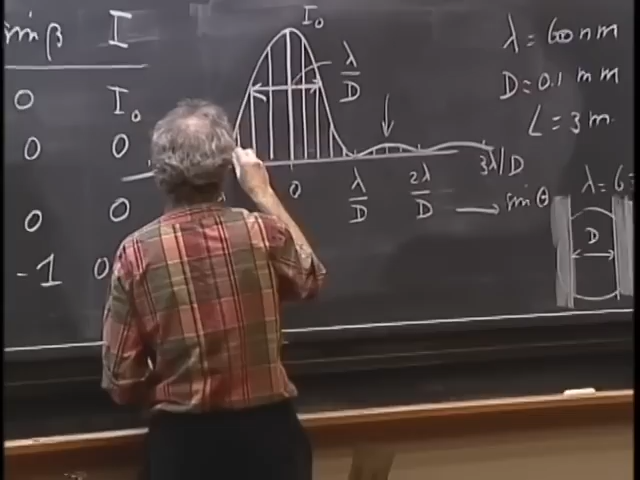 sin β I
0 I₀
0 0
0 0
-1 0
I₀
λ/D
0
λ/D
2λ/D
3λ/D
→ sin θ
λ = 600 nm
D = 0.1 mm
L = 3 m
λ = 6
D